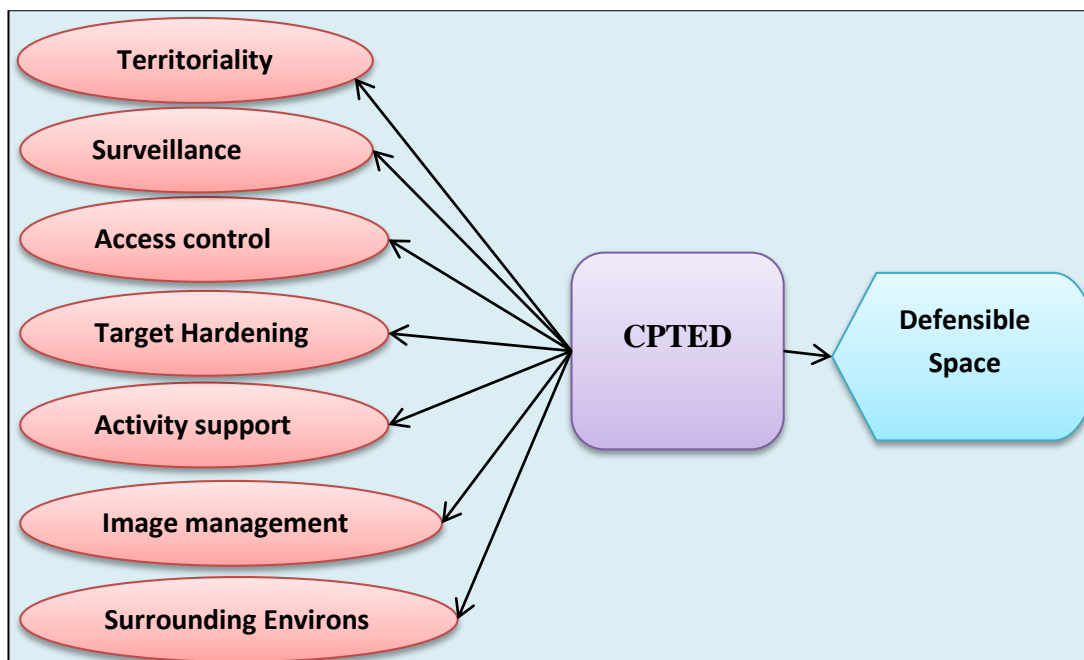 Territoriality
Surveillance
Access control
Target Hardening
Activity support
Image management
Surrounding Environs
CPTED
Defensible
Space